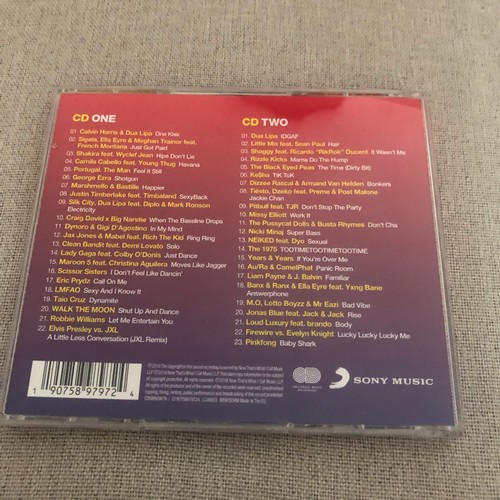 CD ONE
01. Calvin Harris & Dua Lipa One Kiss
02. Sigala, Ella Eyre & Meghan Trainor feat. French Montana Just Got Paid
03. Shakira feat. Wyclef Jean Hips Don't Lie
04. Camila Cabello feat. Young Thug Havana
05. Portugal. The Man Feel It Still
06. George Ezra Shotgun
07. Marshmello & Bastille Happier
08. Justin Timberlake feat. Timbaland SexyBack
09. Silk City, Dua Lipa feat. Diplo & Mark Ronson
Electricity
10. Craig David x Big Narstie When The Bassline Drops
11. Dynoro & Gigi D'Agostino In My Mind
12. Jax Jones & Mabel feat. Rich The Kid Ring Ring
13. Clean Bandit feat. Demi Lovato Solo
14. Lady Gaga feat. Colby O'Donis Just Dance
15. Maroon 5 feat. Christina Aguilera Moves Like Jagger
16. Scissor Sisters I Don't Feel Like Dancin'
17. Eric Prydz Call On Me
18. LMFAO Sexy And I Know It
19. Taio Cruz Dynamite
20. WALK THE MOON Shut Up And Dance
21. Robbie Williams Let Me Entertain You
22. Elvis Presley vs. JXL
A Little Less Conversation (JXL Remix)
CD TWO
01. Dua Lipa IDGAF
02. Little Mix feat. Sean Paul Hair
03. Shaggy feat. Ricardo "RikRok" Ducent It Wasn't Me
04. Rizzle Kicks Mama Do The Hump
05. The Black Eyed Peas The Time (Dirty Bit)
06. Ke$ha TiK ToK
07. Dizzee Rascal & Armand Van Helden Bonkers
08. Tiësto, Dzeko feat. Preme & Post Malone
Jackie Chan
09. Pitbull feat. TJR Don't Stop The Party
10. Missy Elliott Work It
11. The Pussycat Dolls & Busta Rhymes Don't Cha
12. Nicki Minaj Super Bass
13. NEIKED feat. Dyo Sexual
14. The 1975 TOOTIMETOOTIMETOOTIME
15. Years & Years If You're Over Me
16. Au/Ra & CamelPhat Panic Room
17. Liam Payne & J. Balvin Familiar
18. Banx & Ranx & Ella Eyre feat. Yxng Bane
Answerphone
19. M.O, Lotto Boyzz & Mr Eazi Bad Vibe
20. Jonas Blue feat. Jack & Jack Rise
21. Loud Luxury feat. brando Body
22. Firewire vs. Evelyn Knight Lucky Lucky Lucky Me
23. Pinkfong Baby Shark
1 90758 97972 4
SONY MUSIC